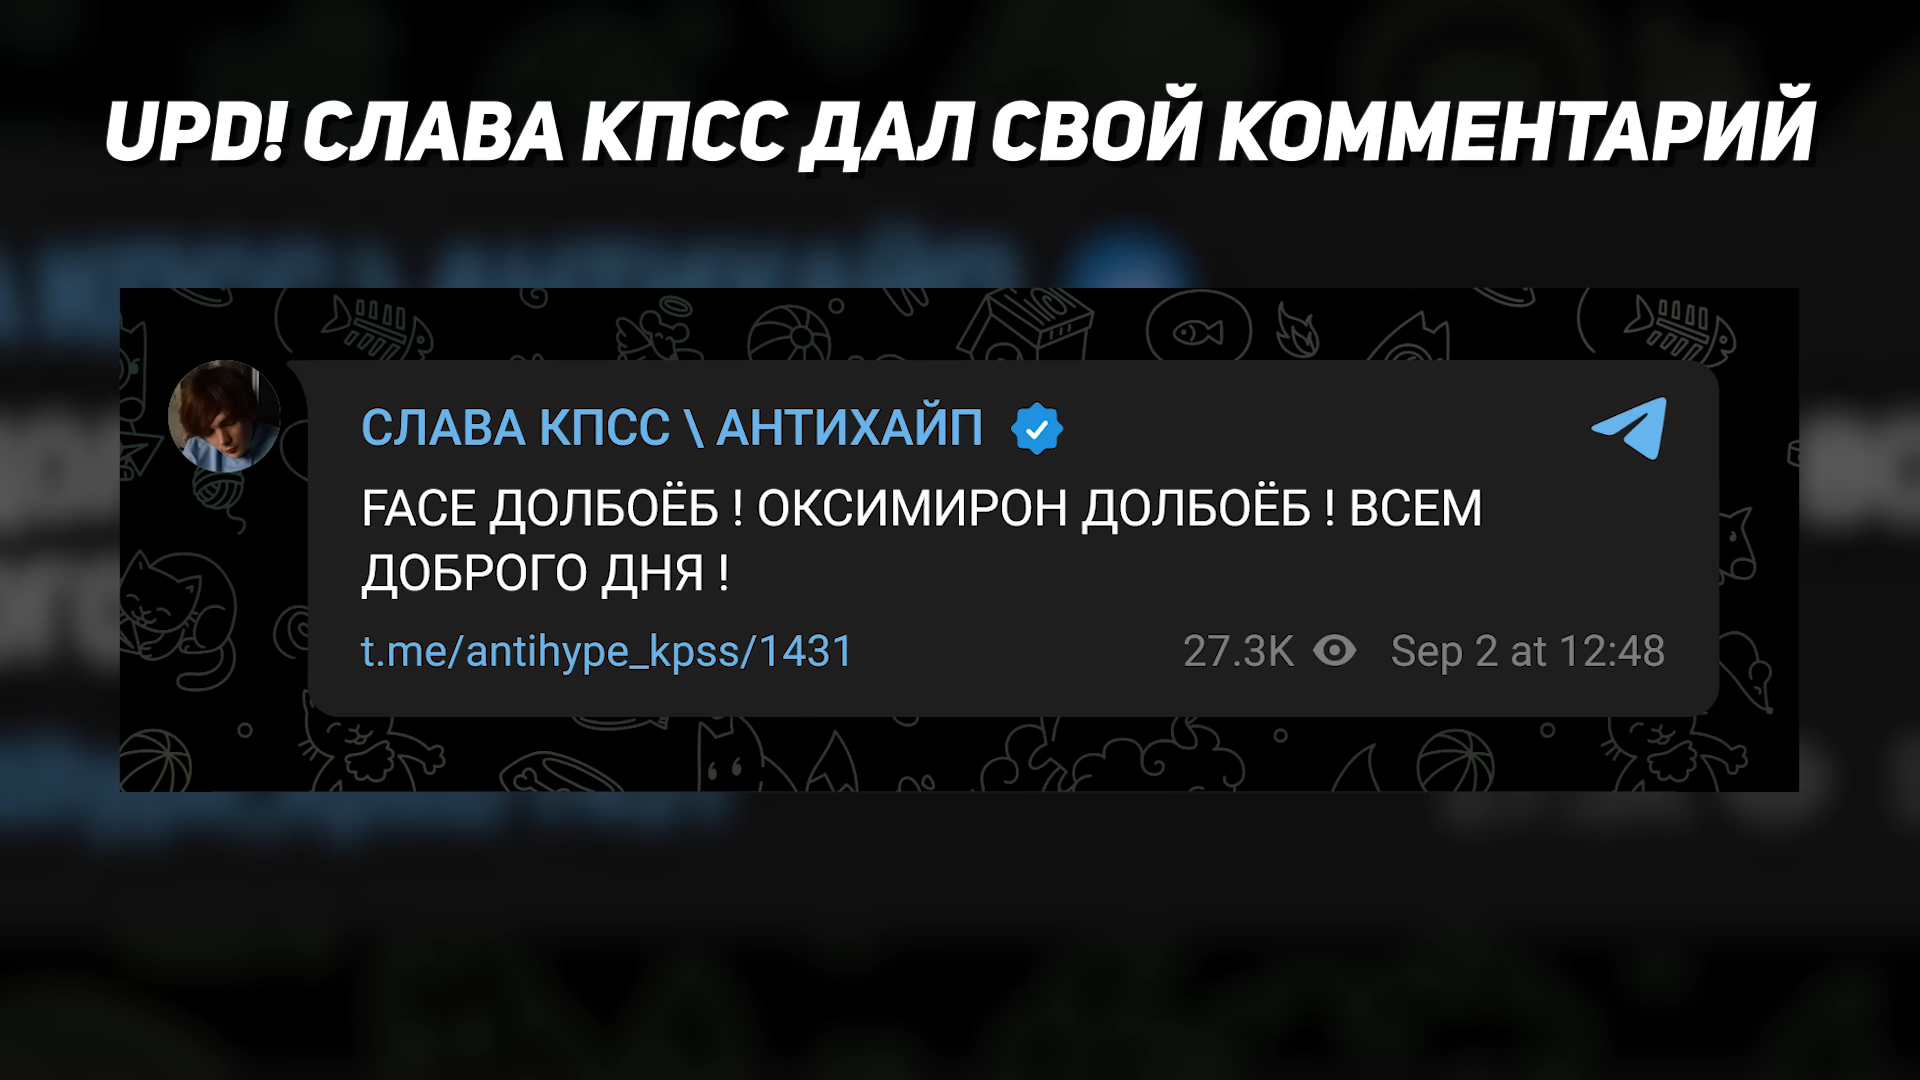 UPD! СЛАВА КПСС ДАЛ СВОЙ КОММЕНТАРИЙ
СЛАВА КПСС \ АНТИХАЙП
FACE ДОЛБОЁБ ! ОКСИМИРОН ДОЛБОЁБ ! ВСЕМ
ДОБРОГО ДНЯ !
t.me/antihype_kpss/1431 27.3K Sep 2 at 12:48